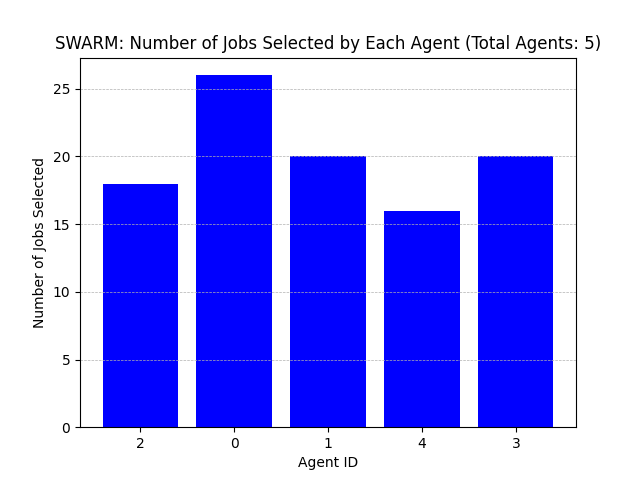 SWARM: Number of Jobs Selected by Each Agent (Total Agents: 5)
25
20
15
10
5
0
Number of Jobs Selected
2 0 1 4 3
Agent ID